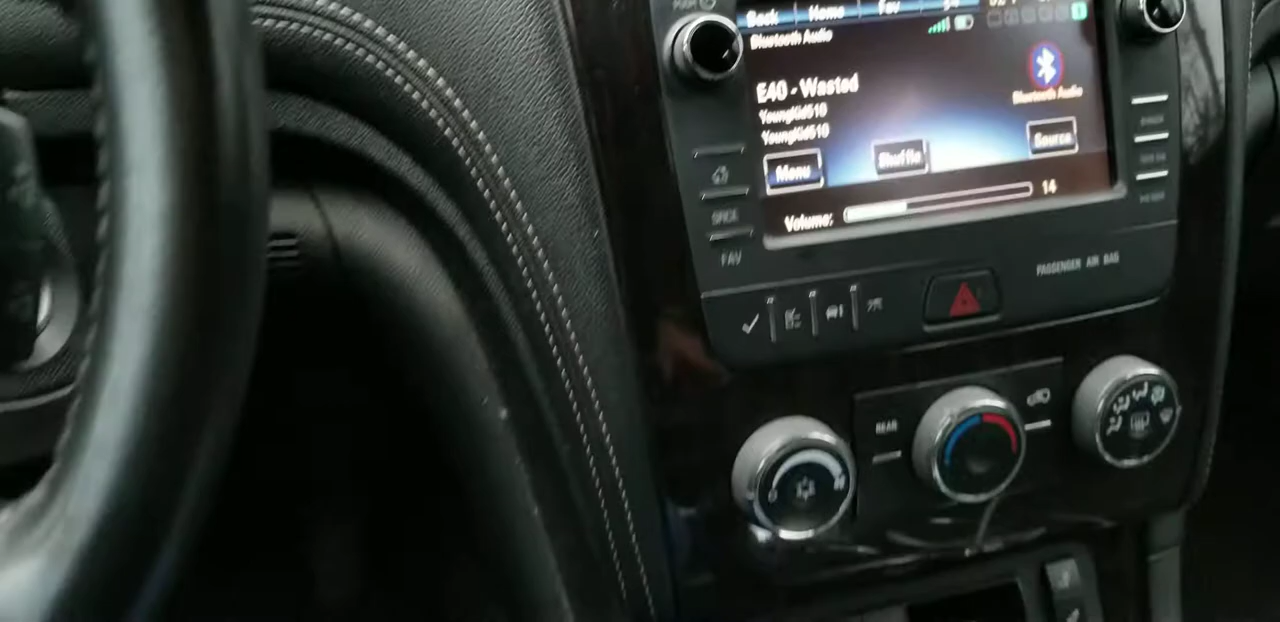 PUSH
Back Home Fav
Bluetooth Audio
E40 - Wasted
YoungKid510
YoungKid510
Bluetooth Audio
Menu Shuffle Source
Volume: 14
FAV
PASSENGER AIR BAG
REAR